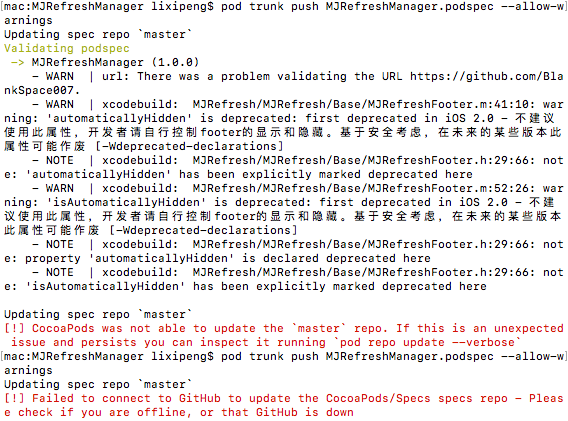 [mac:MJRefreshManager lixipeng$ pod trunk push MJRefreshManager.podspec --allow-w]
arnings
Updating spec repo `master`
Validating podspec
 -> MJRefreshManager (1.0.0)
    - WARN  | url: There was a problem validating the URL https://github.com/Bla
nkSpace007.
    - WARN  | xcodebuild:  MJRefresh/MJRefresh/Base/MJRefreshFooter.m:41:10: war
ning: 'automaticallyHidden' is deprecated: first deprecated in iOS 2.0 - 不建议
使用此属性，开发者请自行控制footer的显示和隐藏。基于安全考虑，在未来的某些版本此
属性可能作废 [-Wdeprecated-declarations]
    - NOTE  | xcodebuild:  MJRefresh/MJRefresh/Base/MJRefreshFooter.h:29:66: not
e: 'automaticallyHidden' has been explicitly marked deprecated here
    - WARN  | xcodebuild:  MJRefresh/MJRefresh/Base/MJRefreshFooter.m:52:26: war
ning: 'isAutomaticallyHidden' is deprecated: first deprecated in iOS 2.0 - 不建
议使用此属性，开发者请自行控制footer的显示和隐藏。基于安全考虑，在未来的某些版本
此属性可能作废 [-Wdeprecated-declarations]
    - NOTE  | xcodebuild:  MJRefresh/MJRefresh/Base/MJRefreshFooter.h:29:66: not
e: property 'automaticallyHidden' is declared deprecated here
    - NOTE  | xcodebuild:  MJRefresh/MJRefresh/Base/MJRefreshFooter.h:29:66: not
e: 'isAutomaticallyHidden' has been explicitly marked deprecated here
Updating spec repo `master`
[!] CocoaPods was not able to update the `master` repo. If this is an unexpected
 issue and persists you can inspect it running `pod repo update --verbose`
[mac:MJRefreshManager lixipeng$ pod trunk push MJRefreshManager.podspec --allow-w]
arnings
Updating spec repo `master`
[!] Failed to connect to GitHub to update the CocoaPods/Specs specs repo - Pleas
e check if you are offline, or that GitHub is down